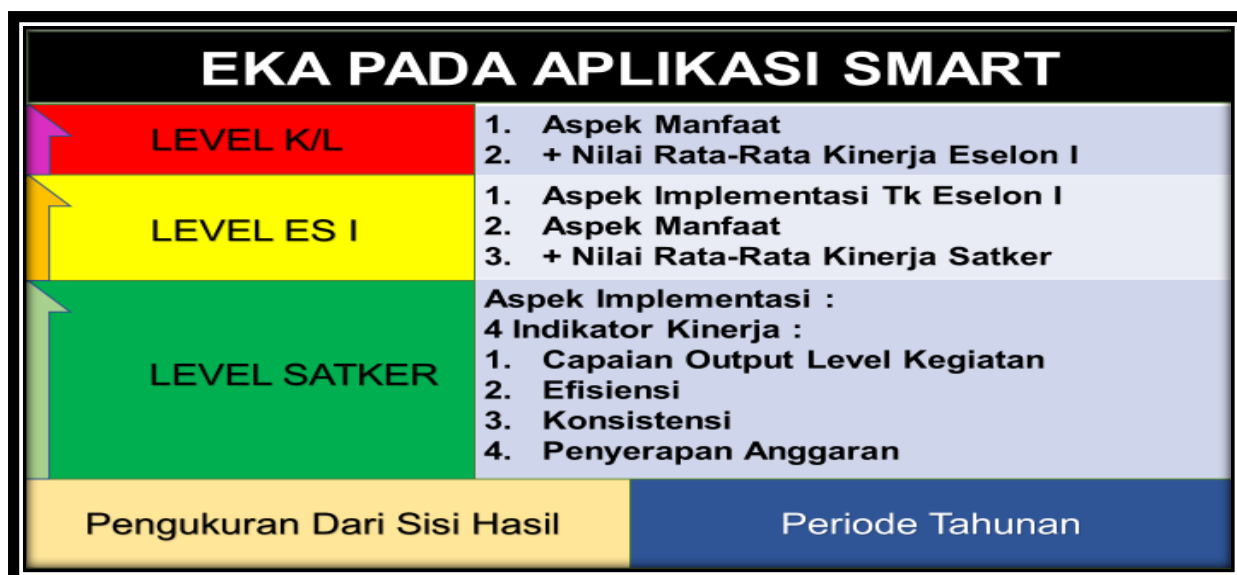 EKA PADA APLIKASI SMART
LEVEL K/L
1. Aspek Manfaat
2. + Nilai Rata-Rata Kinerja Eselon I
LEVEL ES I
1. Aspek Implementasi Tk Eselon I
2. Aspek Manfaat
3. + Nilai Rata-Rata Kinerja Satker
LEVEL SATKER
Aspek Implementasi :
4 Indikator Kinerja :
1. Capaian Output Level Kegiatan
2. Efisiensi
3. Konsistensi
4. Penyerapan Anggaran
Pengukuran Dari Sisi Hasil
Periode Tahunan